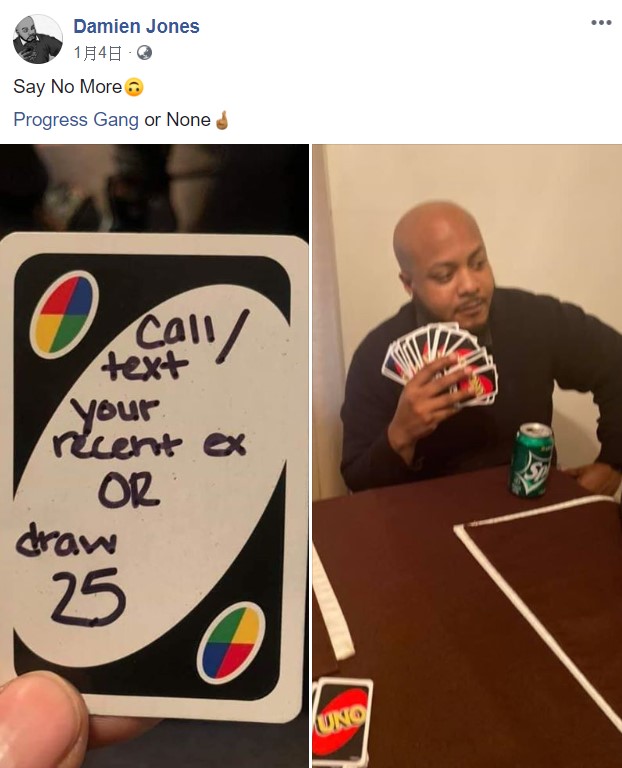 Damien Jones
1月4日 ·
Say No More🙃
Progress Gang or None☝🏾
Call/
text
your
recent ex
OR
draw
25
UNO